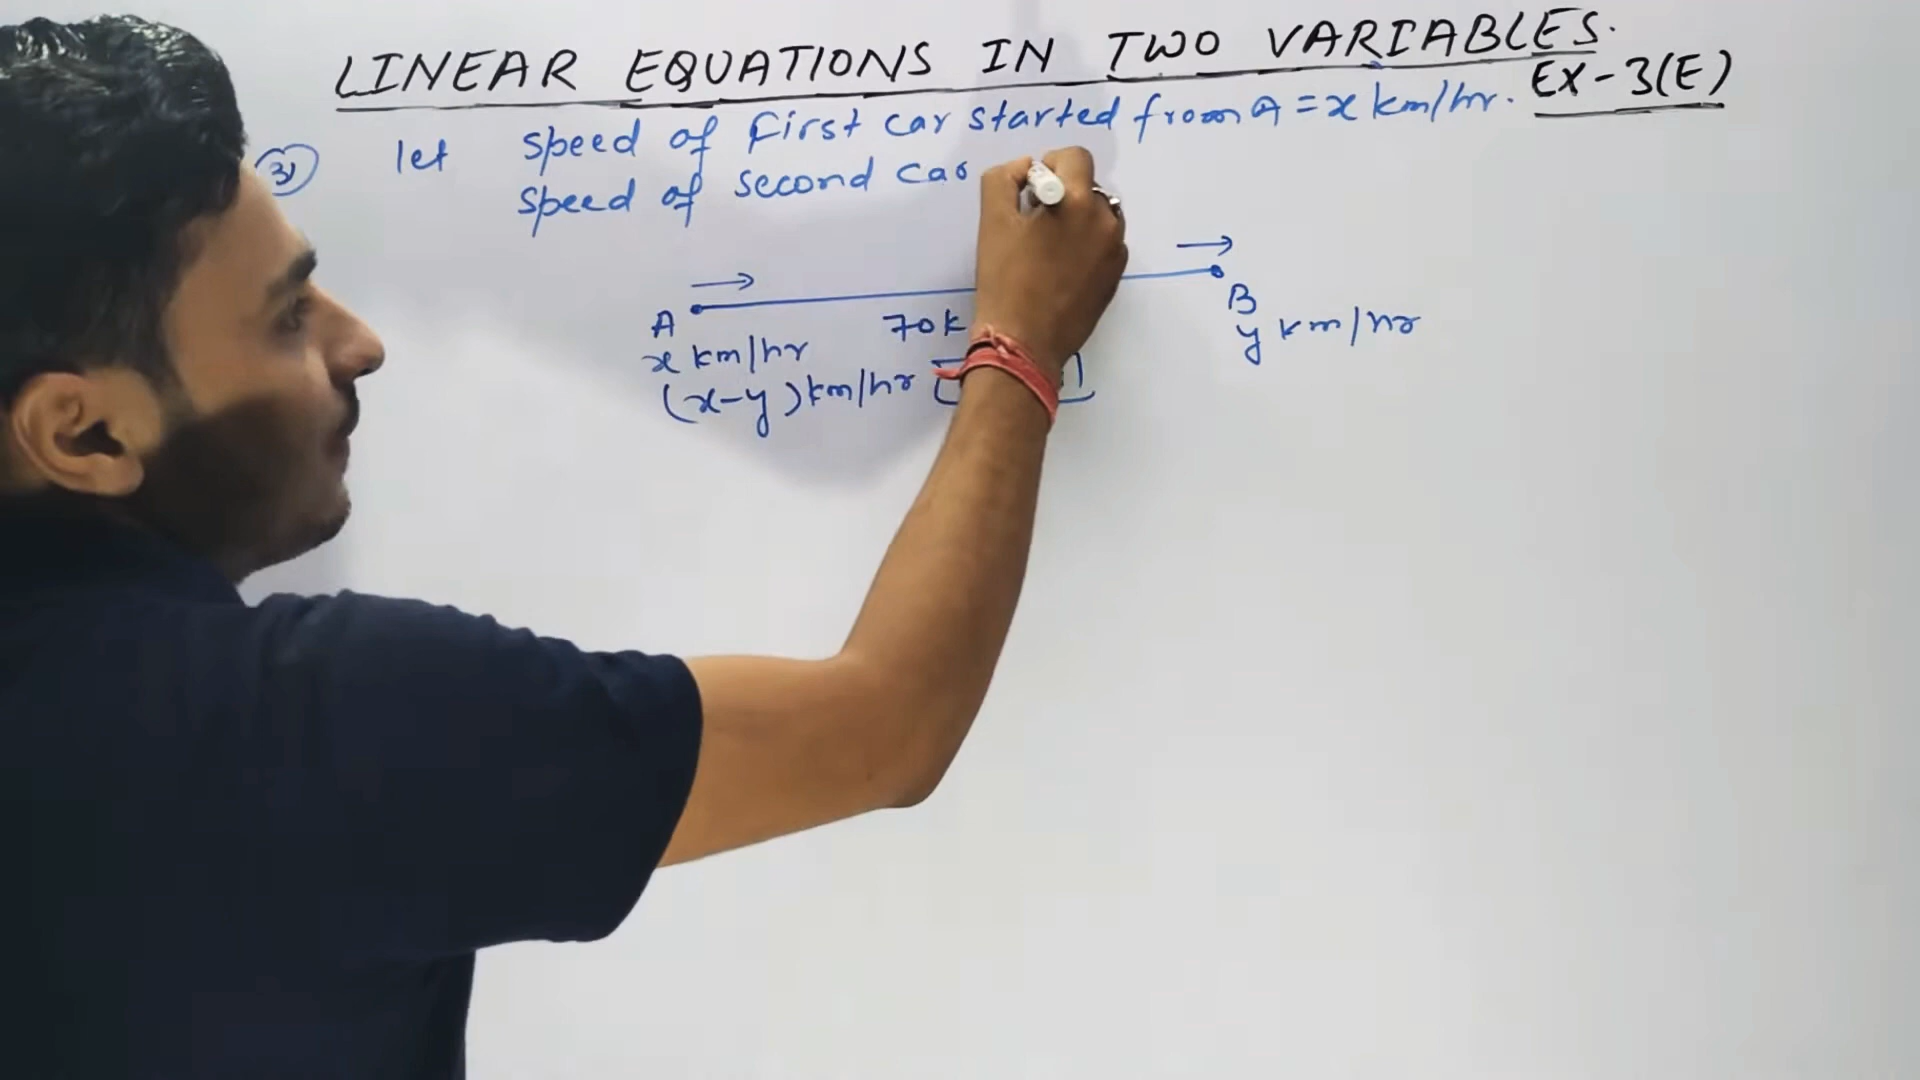 LINEAR EQUATIONS IN TWO VARIABLES.
EX-3(E)
31 let speed of first car started from A = x km/hr.
speed of second car
A
70k
B
x km/hr
y km/hr
(x-y) km/hr